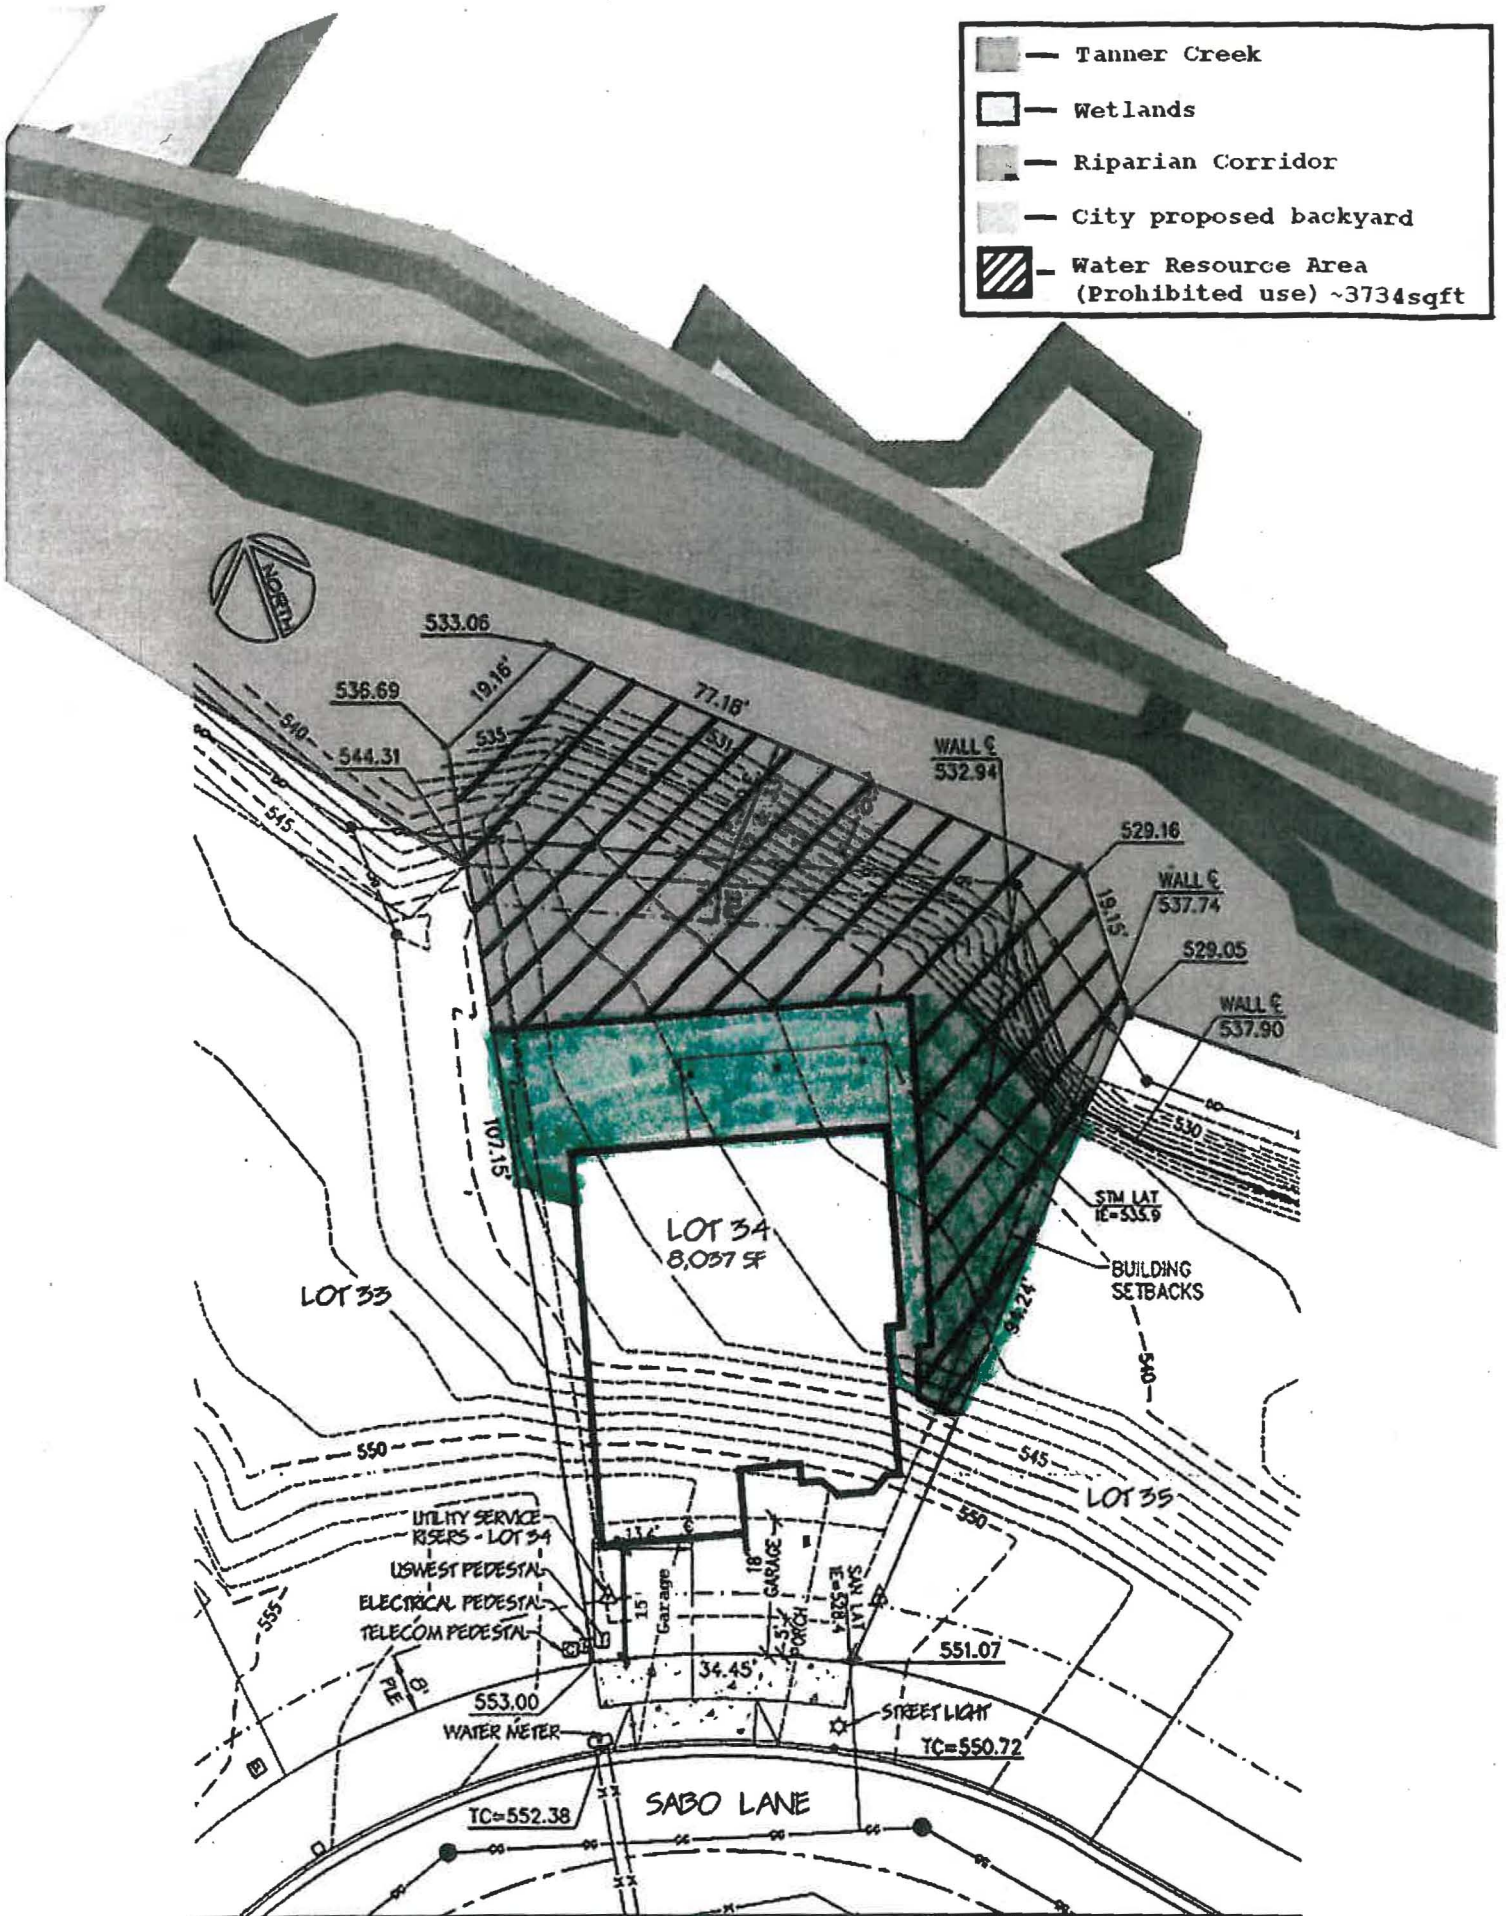 Tanner Creek
Wetlands
Riparian Corridor
City proposed backyard
Water Resource Area
(Prohibited use) ~3734sqft
NORTH
533.06
19.16'
77.18'
536.69
540
535
531
544.31
545
WALL ℄
532.94
529.16
WALL ℄
537.74
19.15'
529.05
WALL ℄
537.90
530
107.15'
STM LAT
IE=535.9
LOT 34
8,037 SF
BUILDING
SETBACKS
LOT 33
94.24'
540
550
545
LOT 35
550
UTILITY SERVICE
RISERS - LOT 34
USWEST PEDESTAL
ELECTRICAL PEDESTAL
TELECOM PEDESTAL
13.4'
15'
Garage
18'
GARAGE
5'
PORCH
SAN LAT
IE=528.4
555
8'
PLE
34.45'
551.07
553.00
WATER METER
STREET LIGHT
TC=550.72
TC=552.38
SABO LANE